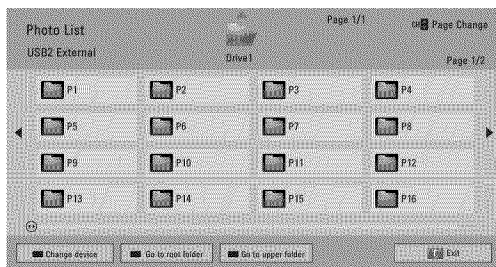 Photo List
Page 1/1
CH Page Change
USB2 External
Drive1
Page 1/2
P1 P2 P3 P4
P5 P6 P7 P8
P9 P10 P11 P12
P13 P14 P15 P16
Change device Go to root folder Go to upper folder Exit